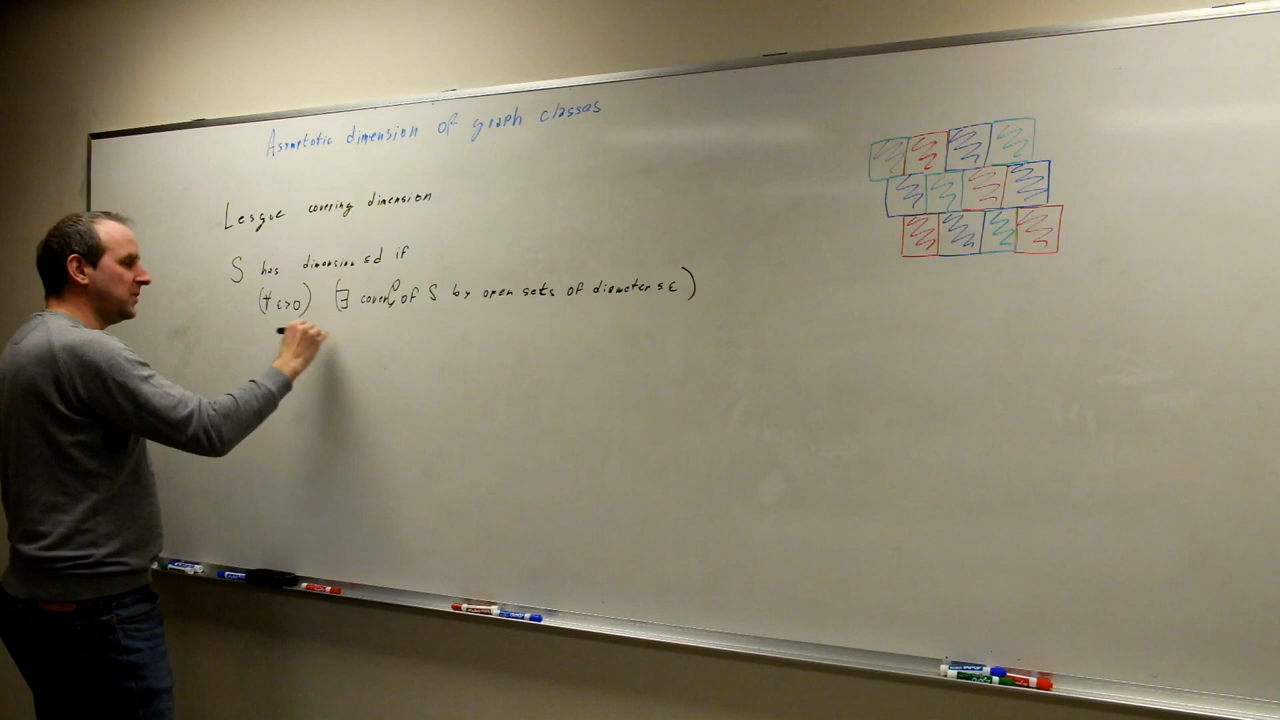 Asymptotic dimension of graph classes
Lesgue covering dimension
S has dimension ≤d if
(∀ε>0) (∃ cover C of S by open sets of diameter ≤ε)